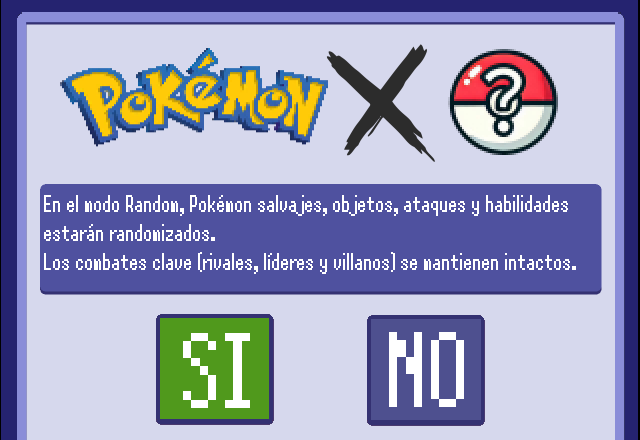 POKéMON X ?
En el modo Random, Pokémon salvajes, objetos, ataques y habilidades
estarán randomizados.
Los combates clave (rivales, líderes y villanos) se mantienen intactos.
SI NO